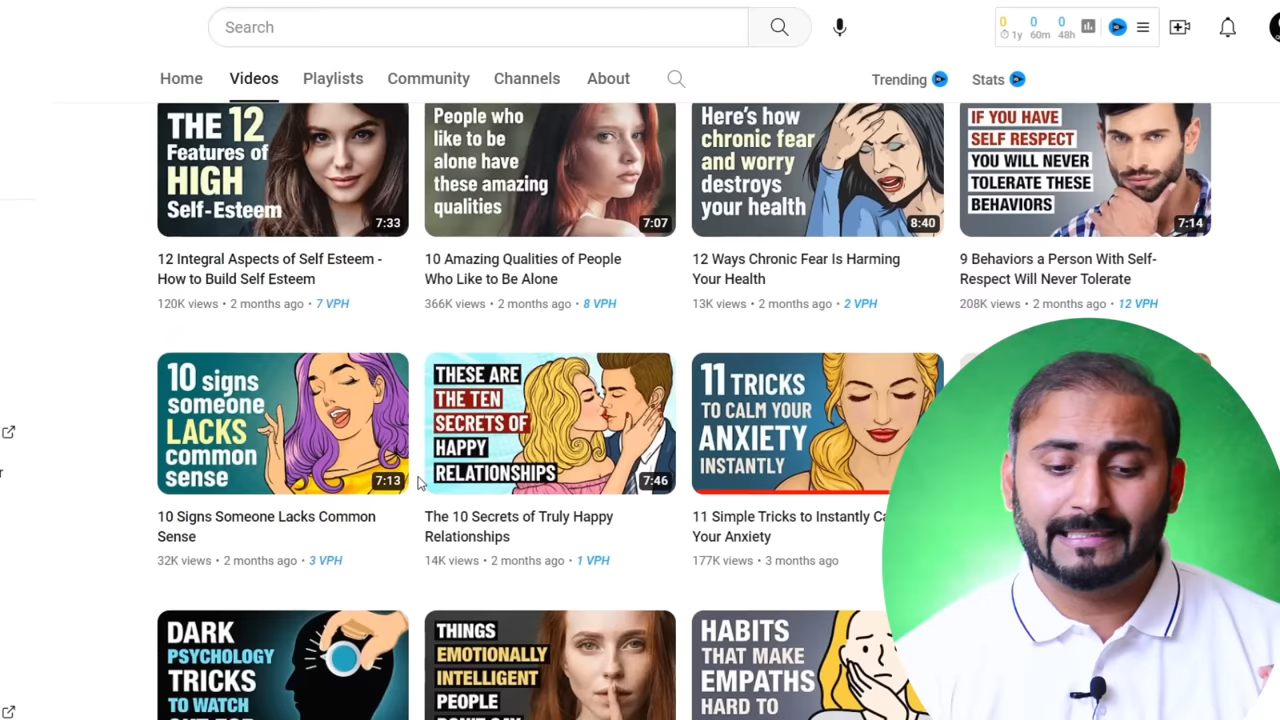 Search
0 0 0
1y 60m 48h
Home Videos Playlists Community Channels About Trending Stats
THE 12
Features of
HIGH
Self-Esteem
7:33
People who
like to be
alone have
these amazing
qualities
7:07
Here's how
chronic fear
and worry
destroys
your health
8:40
IF YOU HAVE
SELF RESPECT
YOU WILL NEVER
TOLERATE THESE
BEHAVIORS
7:14
12 Integral Aspects of Self Esteem -
How to Build Self Esteem
120K views • 2 months ago • 7 VPH
10 Amazing Qualities of People
Who Like to Be Alone
366K views • 2 months ago • 8 VPH
12 Ways Chronic Fear Is Harming
Your Health
13K views • 2 months ago • 2 VPH
9 Behaviors a Person With Self-
Respect Will Never Tolerate
208K views • 2 months ago • 12 VPH
10 signs
someone
LACKS
common
sense
7:13
THESE ARE
THE TEN
SECRETS OF
HAPPY
RELATIONSHIPS
7:46
11 TRICKS
TO CALM YOUR
ANXIETY
INSTANTLY
10 Signs Someone Lacks Common
Sense
32K views • 2 months ago • 3 VPH
The 10 Secrets of Truly Happy
Relationships
14K views • 2 months ago • 1 VPH
11 Simple Tricks to Instantly Ca
Your Anxiety
177K views • 3 months ago
DARK
PSYCHOLOGY
TRICKS
TO WATCH
THINGS
EMOTIONALLY
INTELLIGENT
PEOPLE
HABITS
THAT MAKE
EMPATHS
HARD TO